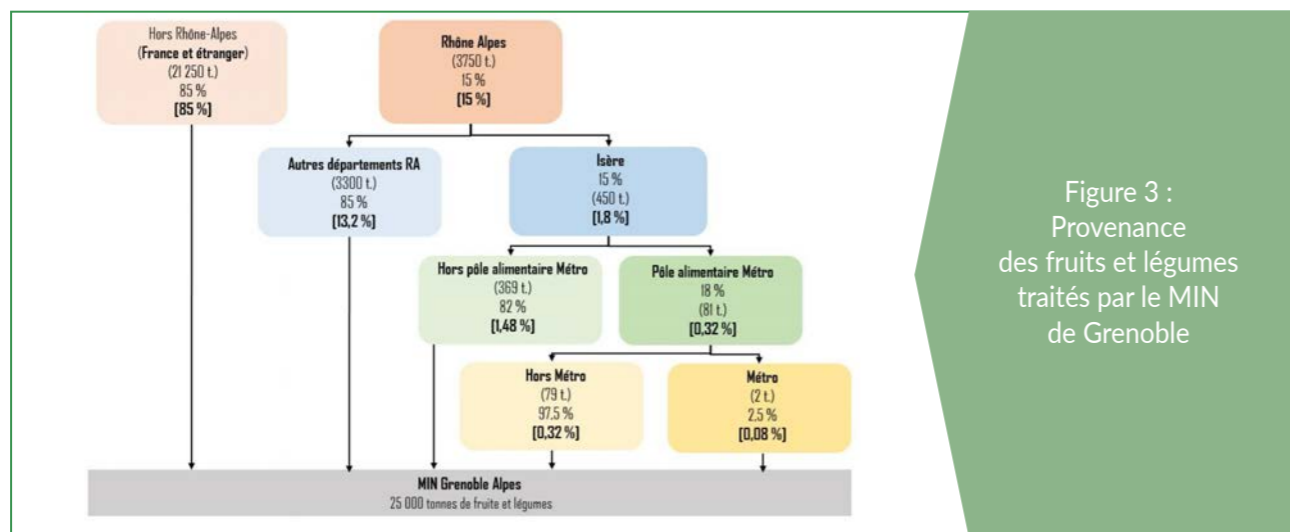 Hors Rhône-Alpes
(France et étranger)
(21 250 t.)
85 %
[85 %]
Rhône Alpes
(3750 t.)
15 %
[15 %]
Autres départements RA
(3300 t.)
85 %
[13,2 %]
Isère
15 %
(450 t.)
[1,8 %]
Hors pôle alimentaire Métro
(369 t.)
82 %
[1,48 %]
Pôle alimentaire Métro
18 %
(81 t.)
[0,32 %]
Hors Métro
(79 t.)
97,5 %
[0,32 %]
Métro
(2 t.)
2,5 %
[0,08 %]
MIN Grenoble Alpes
25 000 tonnes de fruite et légumes
Figure 3 :
Provenance
des fruits et légumes
traités par le MIN
de Grenoble